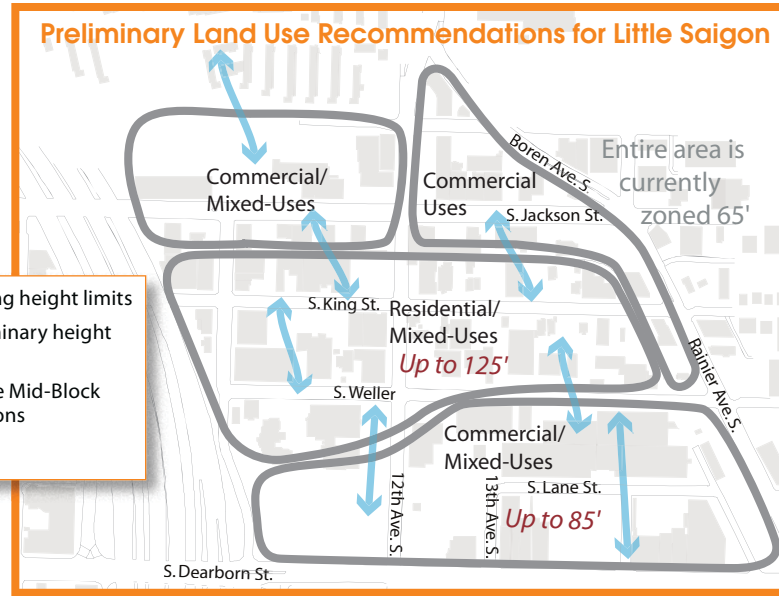 Preliminary Land Use Recommendations for Little Saigon
Boren Ave. S.
Entire area is
currently
zoned 65'
Commercial/
Mixed-Uses
Commercial
Uses
S. Jackson St.
height limits
height
S. King St.
Residential/
Mixed-Uses
Up to 125'
Mid-Block
S. Weller
Rainier Ave. S.
Commercial/
Mixed-Uses
12th Ave. S.
13th Ave. S.
S. Lane St.
Up to 85'
S. Dearborn St.